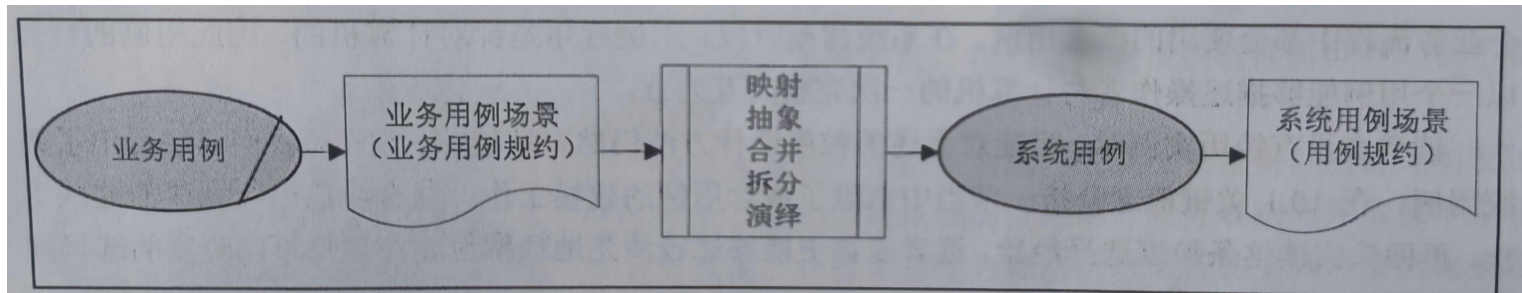 业务用例
业务用例场景
（业务用例规约）
映射
抽象
合并
拆分
演绎
系统用例
系统用例场景
（用例规约）